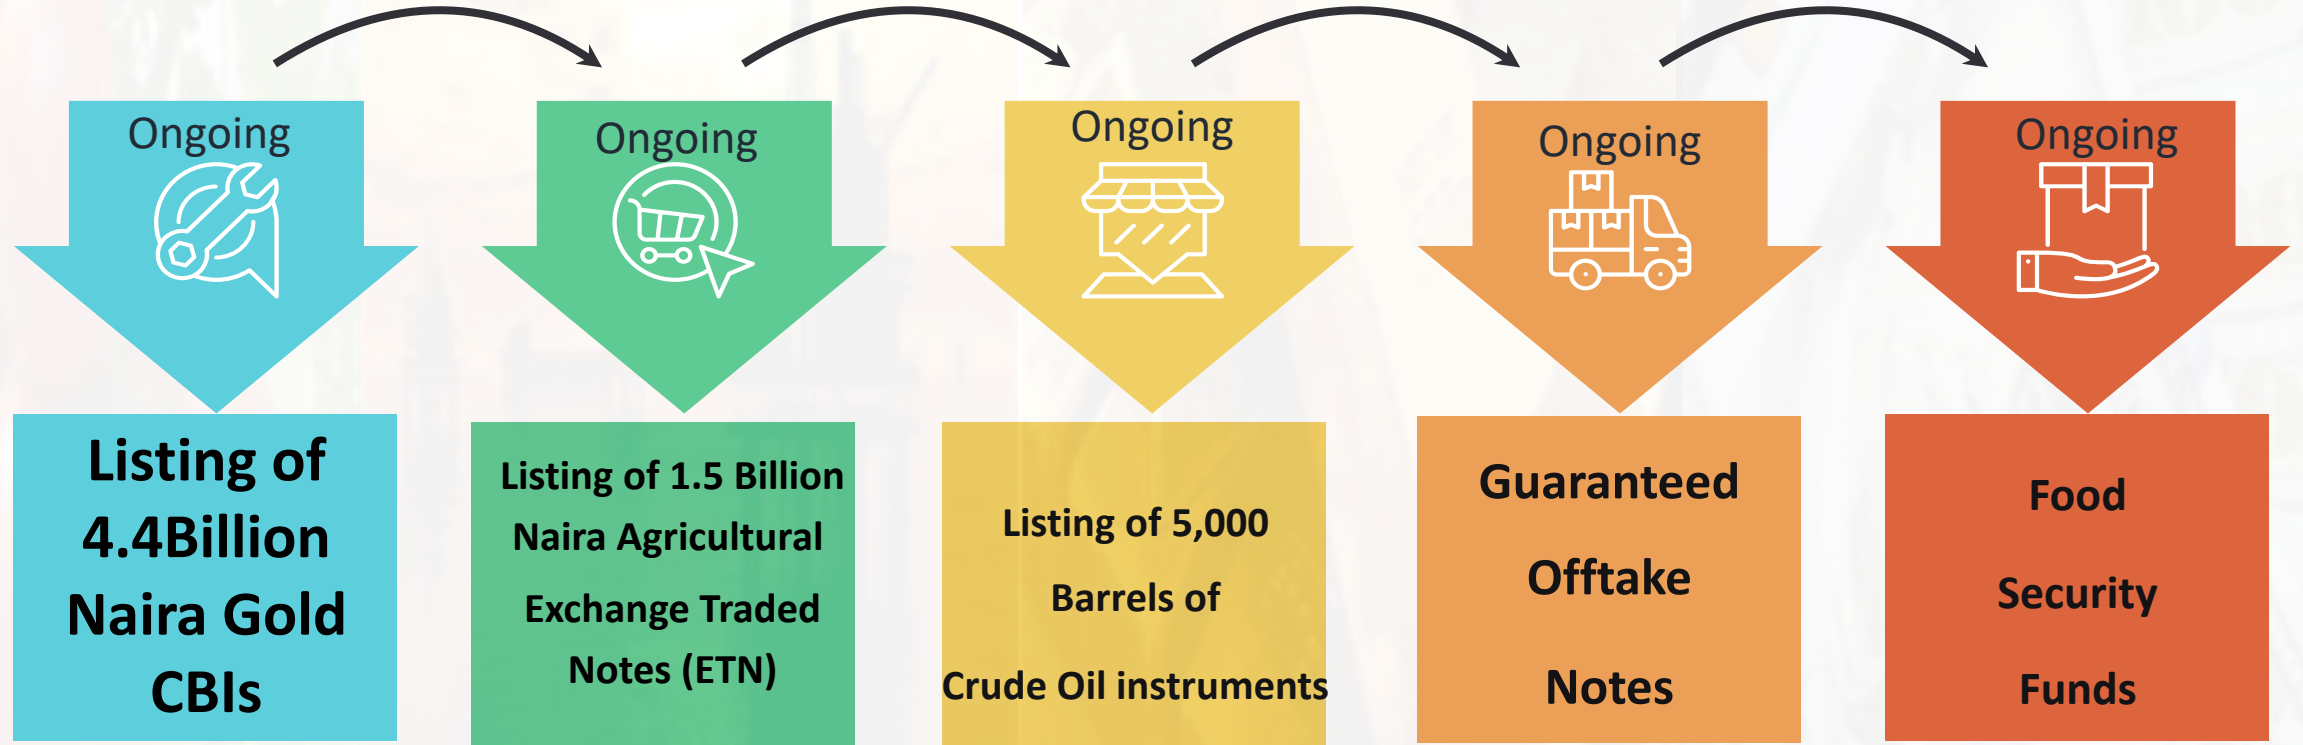 Ongoing
Listing of
4.4Billion
Naira Gold
CBIs
Ongoing
Listing of 1.5 Billion
Naira Agricultural
Exchange Traded
Notes (ETN)
Ongoing
Listing of 5,000
Barrels of
Crude Oil instruments
Ongoing
Guaranteed
Offtake
Notes
Ongoing
Food
Security
Funds